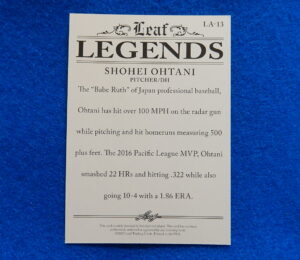 LA-13
Leaf
LEGENDS
SHOHEI OHTANI
PITCHER/DH
The "Babe Ruth" of Japan professional baseball,
Ohtani has hit over 100 MPH on the radar gun
while pitching and hit homeruns measuring 500
plus feet. The 2016 Pacific League MVP, Ohtani
smashed 22 HRs and hitting .322 while also
going 10-4 with a 1.86 ERA.
Leaf